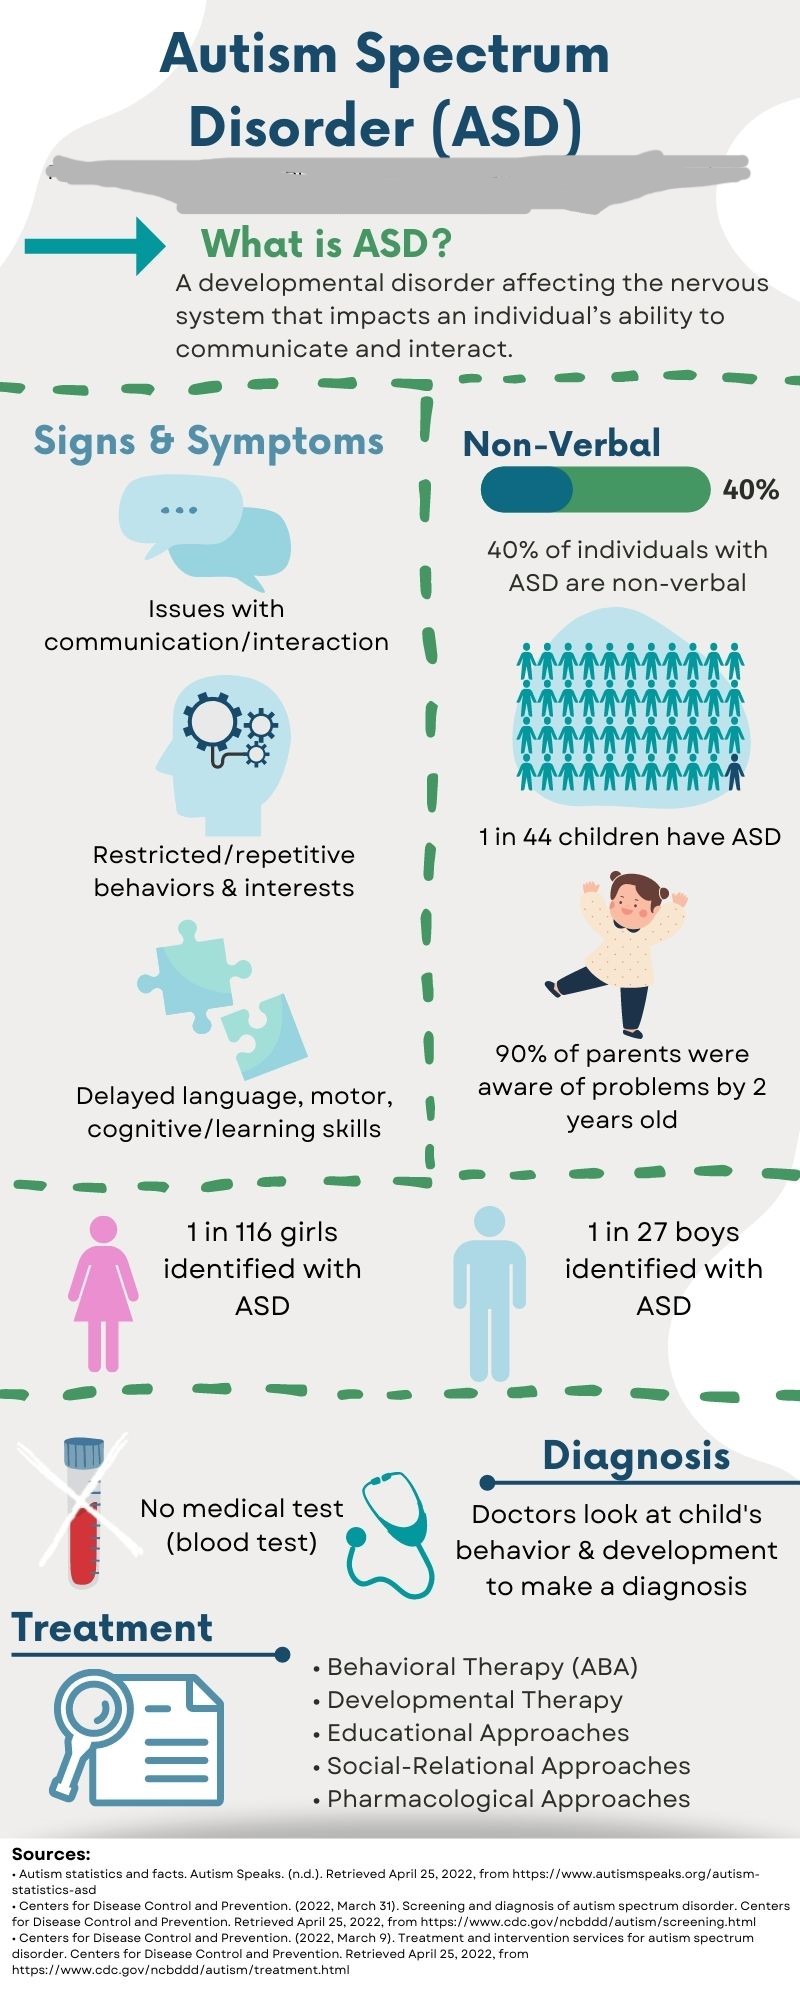 Autism Spectrum
Disorder (ASD)
What is ASD?
A developmental disorder affecting the nervous
system that impacts an individual's ability to
communicate and interact.
Signs & Symptoms
Issues with
communication/interaction
Restricted/repetitive
behaviors & interests
Delayed language, motor,
cognitive/learning skills
Non-Verbal
40%
40% of individuals with
ASD are non-verbal
1 in 44 children have ASD
90% of parents were
aware of problems by 2
years old
1 in 116 girls
identified with
ASD
1 in 27 boys
identified with
ASD
No medical test
(blood test)
Diagnosis
Doctors look at child's
behavior & development
to make a diagnosis
Treatment
• Behavioral Therapy (ABA)
• Developmental Therapy
• Educational Approaches
• Social-Relational Approaches
• Pharmacological Approaches
Sources:
• Autism statistics and facts. Autism Speaks. (n.d.). Retrieved April 25, 2022, from https://www.autismspeaks.org/autism-
statistics-asd
• Centers for Disease Control and Prevention. (2022, March 31). Screening and diagnosis of autism spectrum disorder. Centers
for Disease Control and Prevention. Retrieved April 25, 2022, from https://www.cdc.gov/ncbddd/autism/screening.html
• Centers for Disease Control and Prevention. (2022, March 9). Treatment and intervention services for autism spectrum
disorder. Centers for Disease Control and Prevention. Retrieved April 25, 2022, from
https://www.cdc.gov/ncbddd/autism/treatment.html